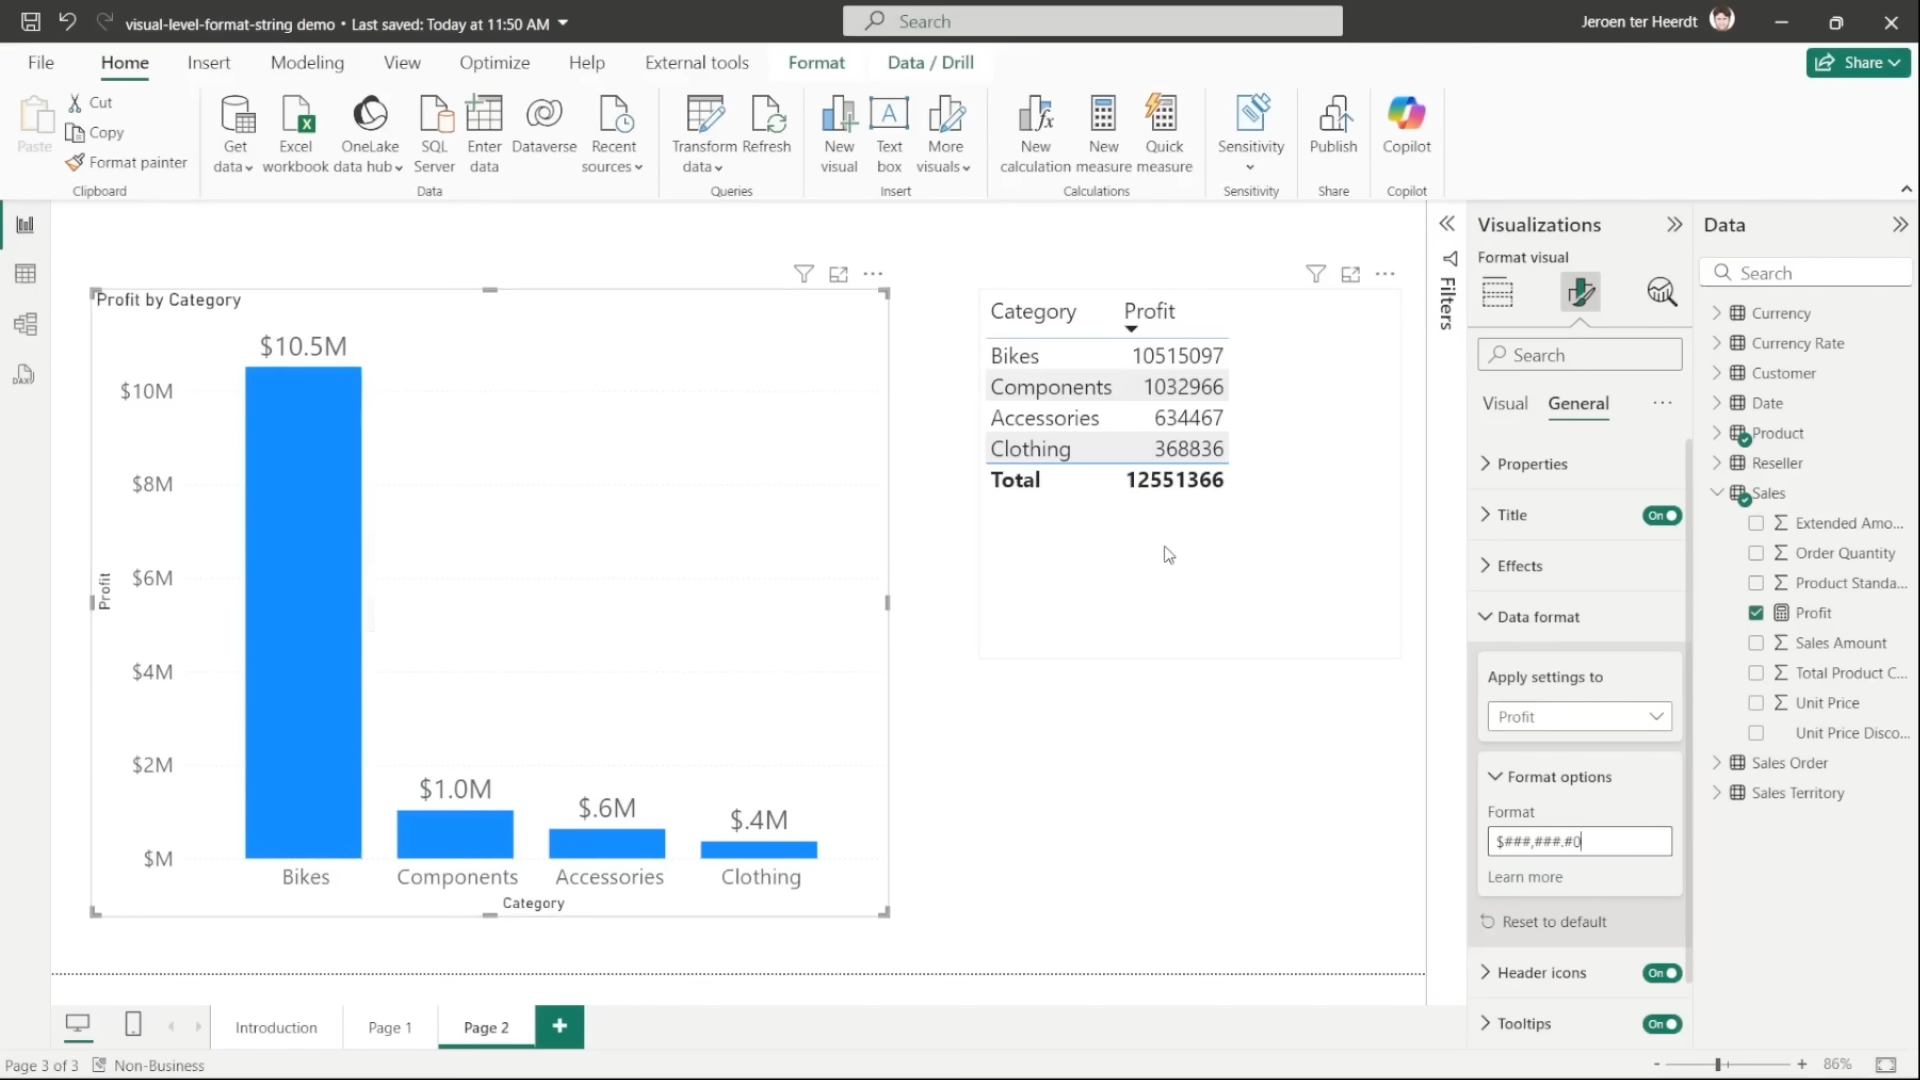 visual-level-format-string demo • Last saved: Today at 11:50 AM
Search
Jeroen ter Heerdt
File
Home
Insert
Modeling
View
Optimize
Help
External tools
Format
Data / Drill
Share
Paste
Cut
Copy
Format painter
Clipboard
Get data
Excel workbook
OneLake data hub
SQL Server
Enter data
Dataverse
Recent sources
Data
Transform data
Refresh
Queries
New visual
Text box
More visuals
Insert
New calculation
New measure
Quick measure
Calculations
Sensitivity
Sensitivity
Publish
Share
Copilot
Copilot
Profit by Category
$10.5M
$10M
$8M
$6M
$4M
$2M
$M
Profit
$1.0M
$.6M
$.4M
Bikes
Components
Accessories
Clothing
Category
Category Profit
Bikes 10515097
Components 1032966
Accessories 634467
Clothing 368836
Total 12551366
Filters
Visualizations
Format visual
Search
Visual
General
Properties
Title
On
Effects
Data format
Apply settings to
Profit
Format options
Format
$###,###.#0
Learn more
Reset to default
Header icons
On
Tooltips
On
Data
Search
Currency
Currency Rate
Customer
Date
Product
Reseller
Sales
Extended Amo...
Order Quantity
Product Standa...
Profit
Sales Amount
Total Product C...
Unit Price
Unit Price Disco...
Sales Order
Sales Territory
DAX
Introduction
Page 1
Page 2
Page 3 of 3
Non-Business
- + 86%